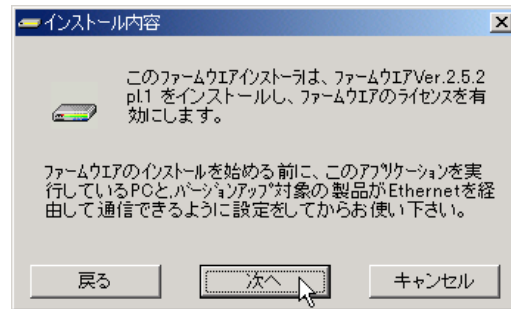 インストール内容
このファームウエアインストーラは、ファームウエアVer.2.5.2
pl.1 をインストールし、ファームウエアのライセンスを有
効にします。
ファームウエアのインストールを始める前に、このアプリケーションを実
行しているPCと,バージョンアップ対象の製品がEthernetを経
由して通信できるように設定をしてからお使い下さい。
戻る
次へ
キャンセル